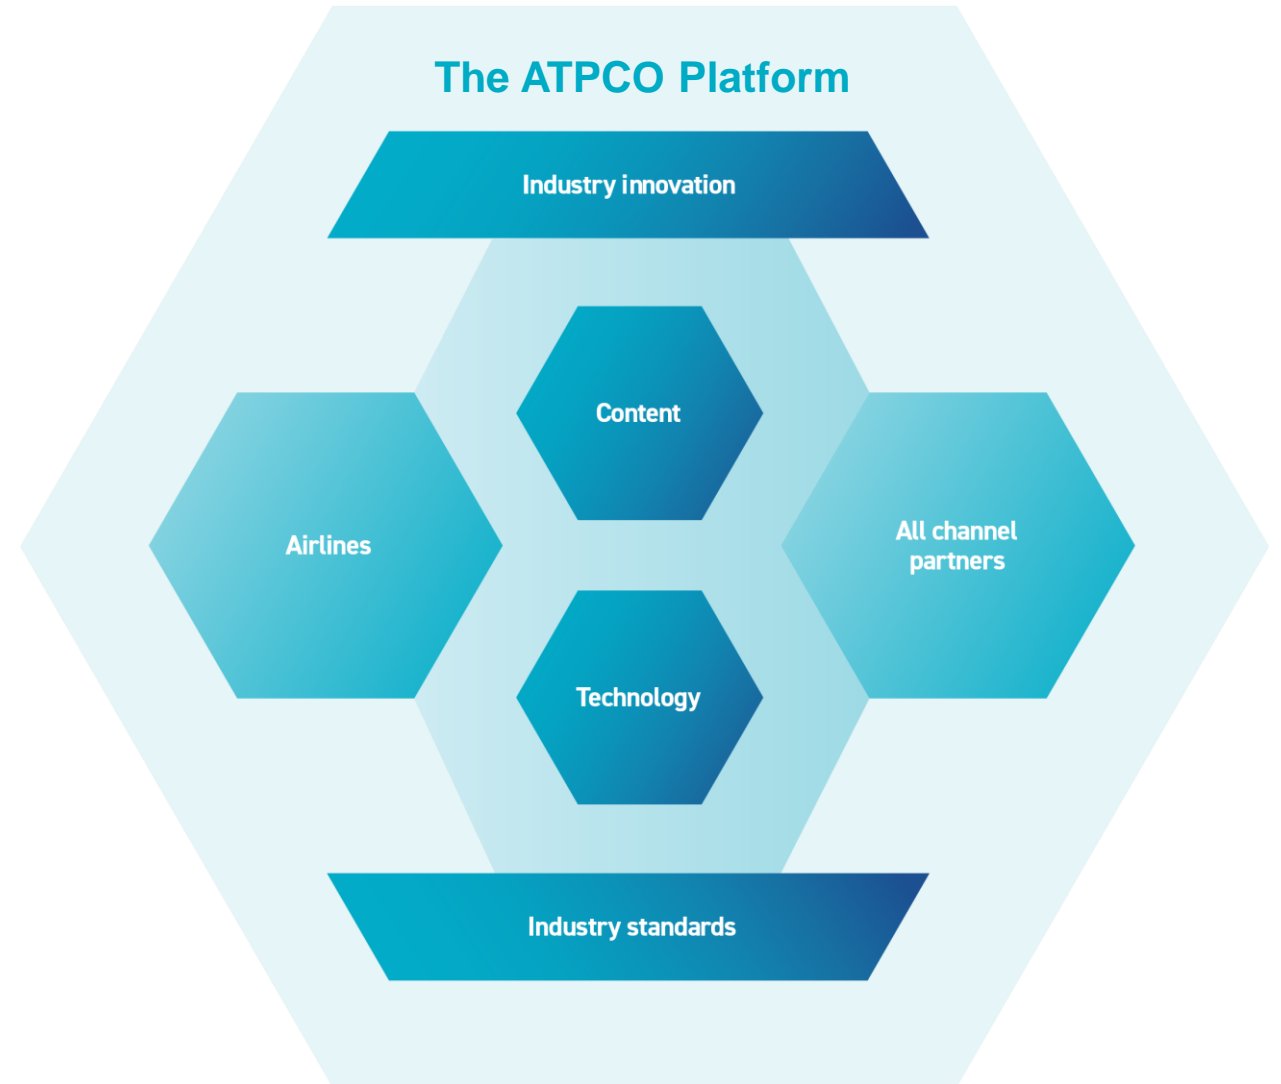 The ATPCO Platform
Industry innovation
Content
Airlines
All channel
partners
Technology
Industry standards